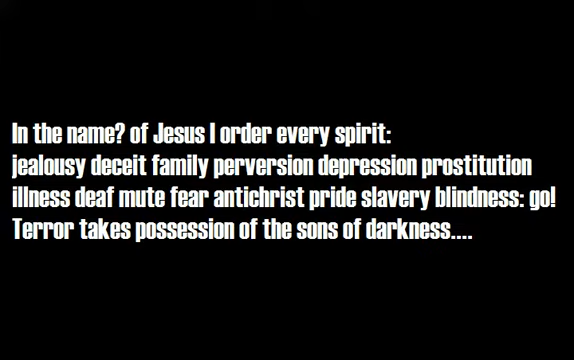 In the name? of Jesus I order every spirit:
jealousy deceit family perversion depression prostitution
illness deaf mute fear antichrist pride slavery blindness: go!
Terror takes possession of the sons of darkness....